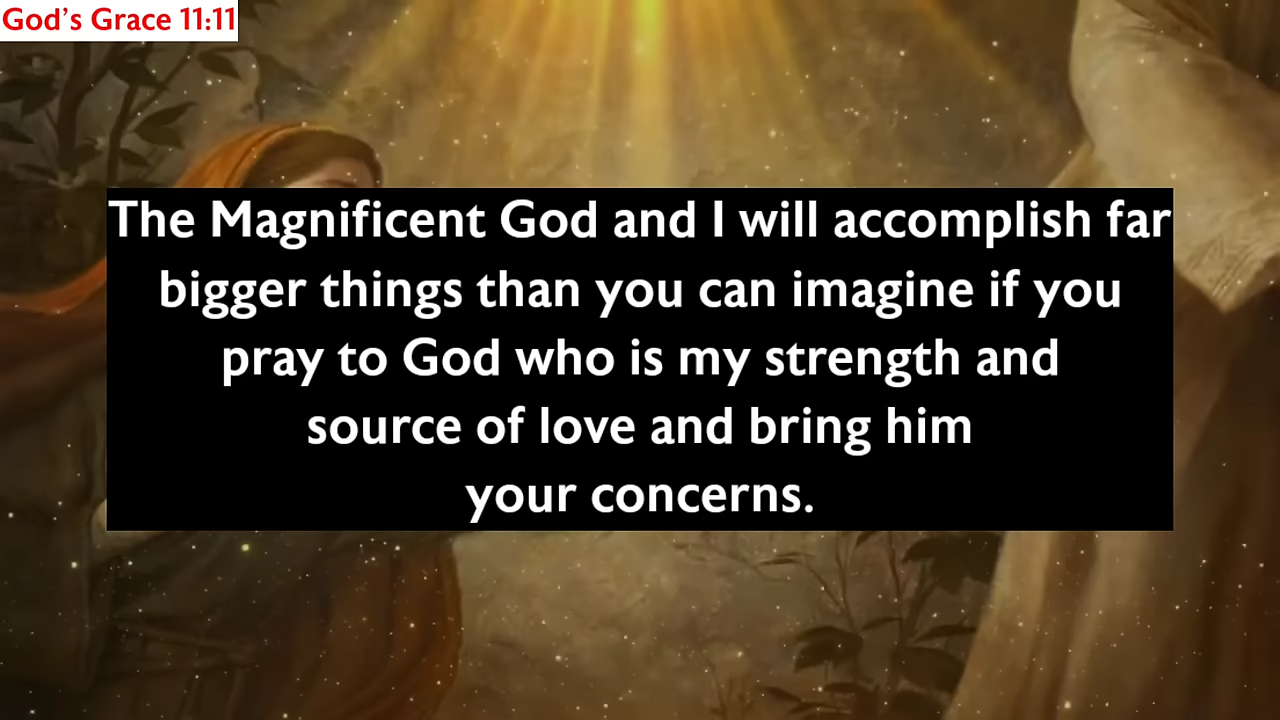 God's Grace 11:11
The Magnificent God and I will accomplish far
bigger things than you can imagine if you
pray to God who is my strength and
source of love and bring him
your concerns.